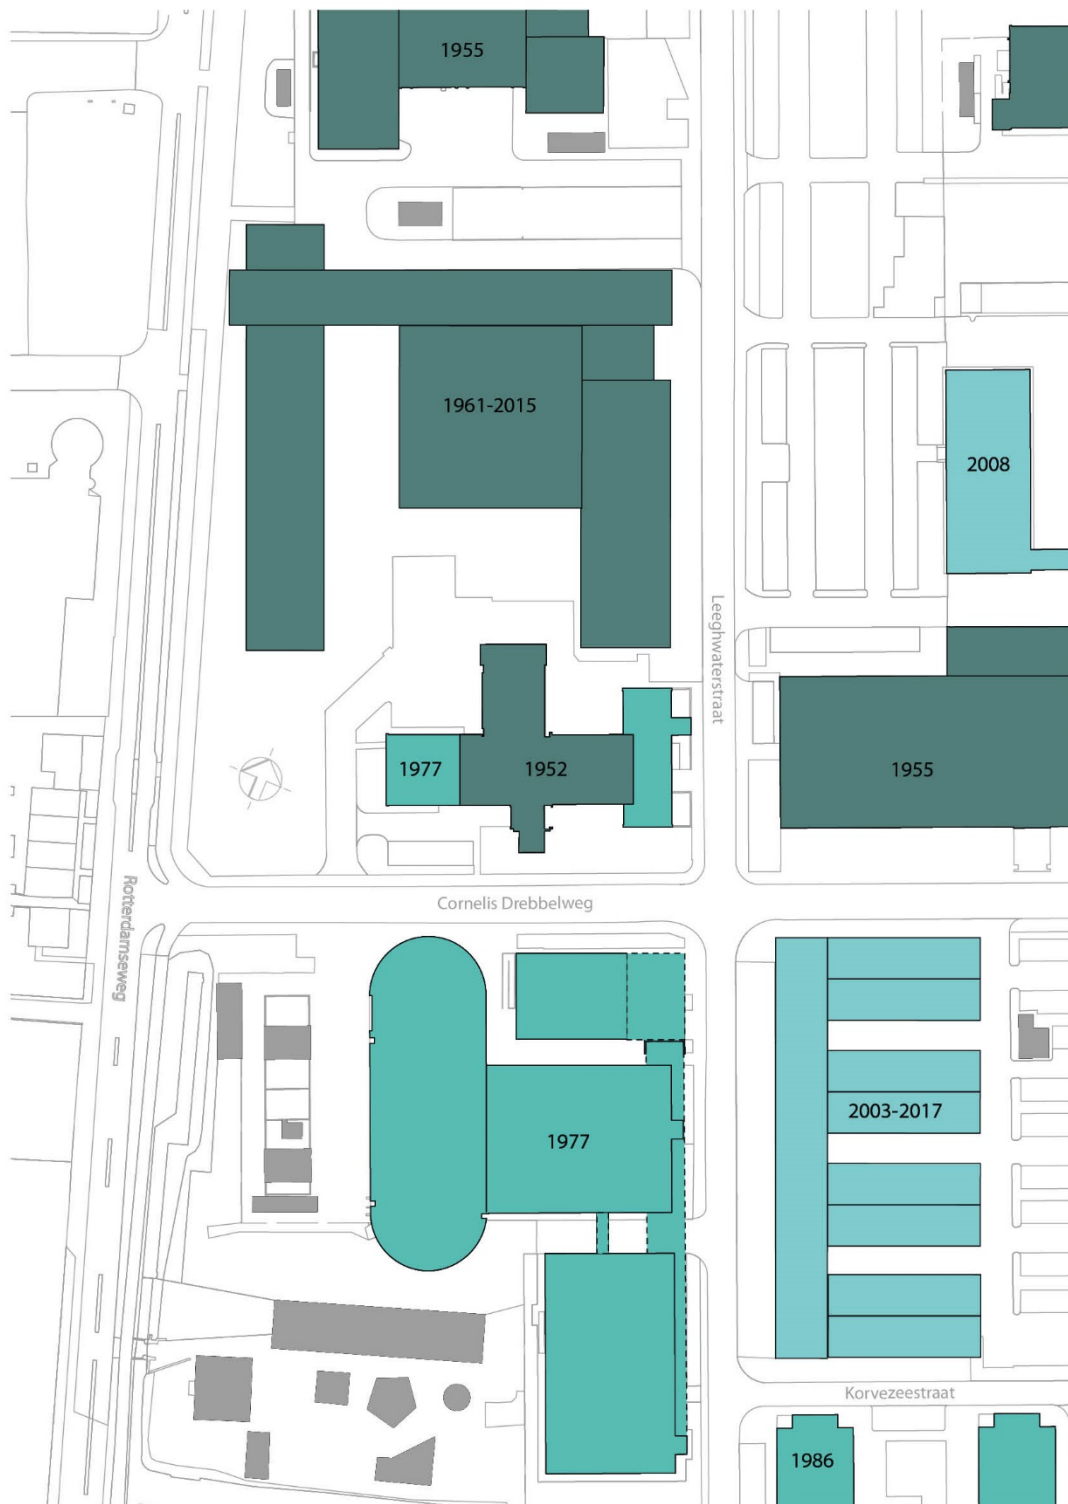 1955
1961-2015
2008
Leeghwaterstraat
1977
1952
1955
Rotterdamseweg
Cornelis Drebbelweg
2003-2017
1977
Korvezeestraat
1986